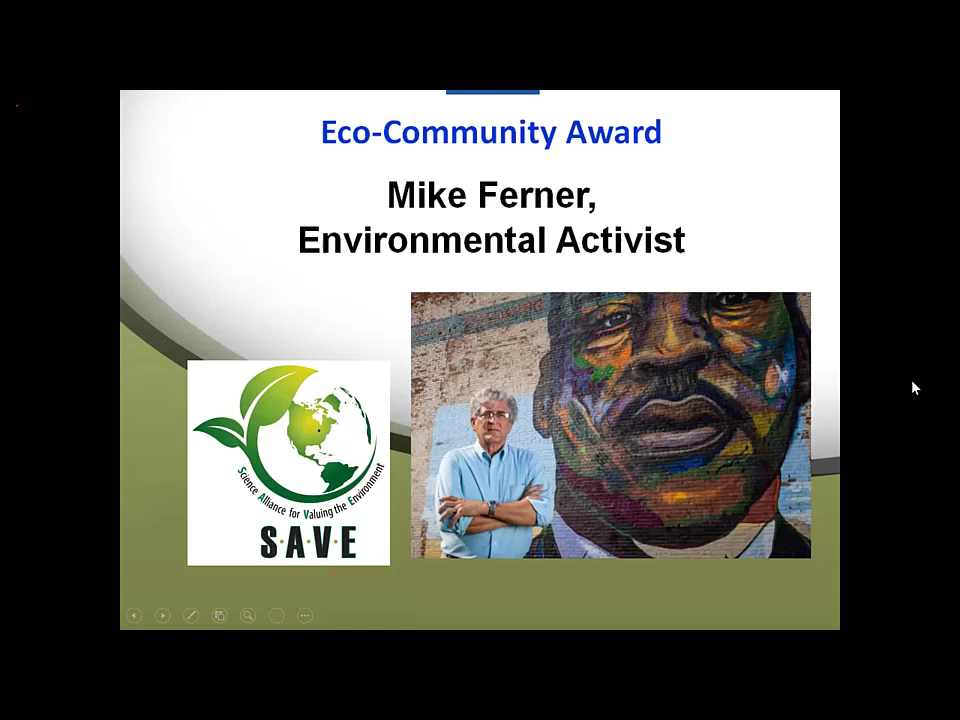 Eco-Community Award
Mike Ferner,
Environmental Activist
Science Alliance for Valuing the Environment
S·A·V·E